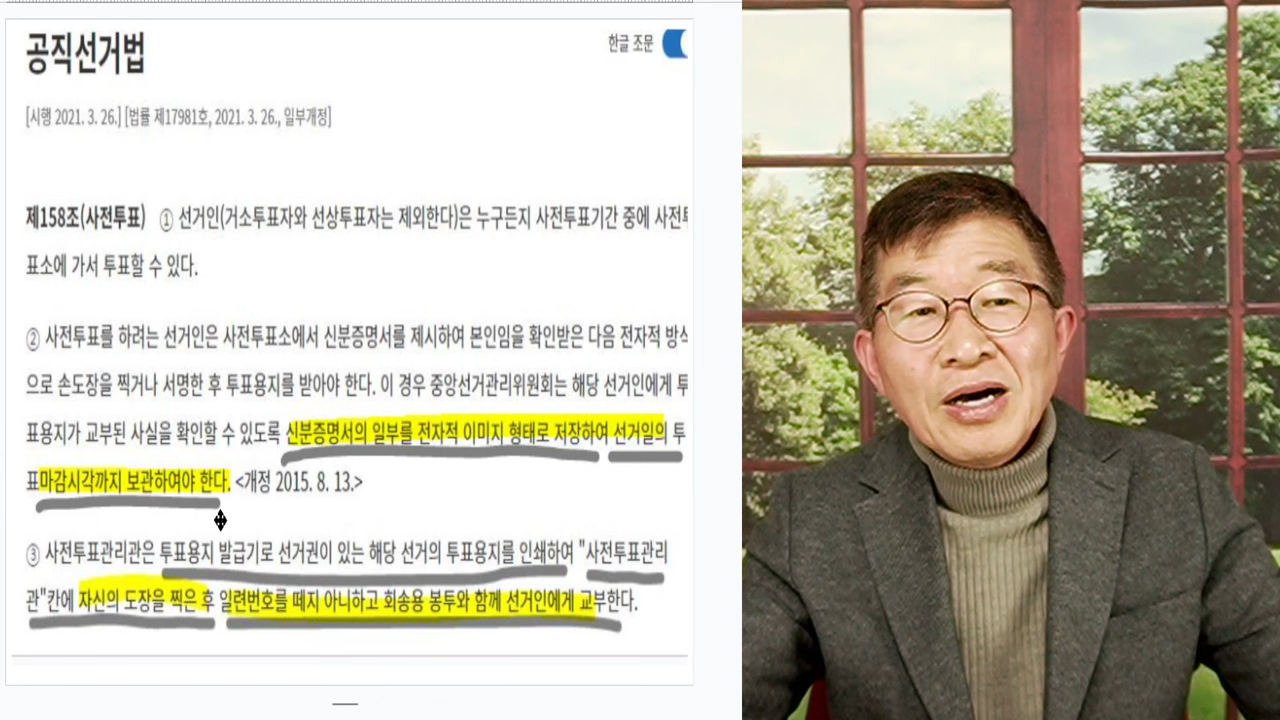 공직선거법
한글 조문
[시행 2021. 3. 26.] [법률 제17981호, 2021. 3. 26., 일부개정]
제158조(사전투표) ① 선거인(거소투표자와 선상투표자는 제외한다)은 누구든지 사전투표기간 중에 사전투
표소에 가서 투표할 수 있다.
② 사전투표를 하려는 선거인은 사전투표소에서 신분증명서를 제시하여 본인임을 확인받은 다음 전자적 방식
으로 손도장을 찍거나 서명한 후 투표용지를 받아야 한다. 이 경우 중앙선거관리위원회는 해당 선거인에게 투
표용지가 교부된 사실을 확인할 수 있도록 신분증명서의 일부를 전자적 이미지 형태로 저장하여 선거일의 투
표마감시각까지 보관하여야 한다. <개정 2015. 8. 13.>
③ 사전투표관리관은 투표용지 발급기로 선거권이 있는 해당 선거의 투표용지를 인쇄하여 "사전투표관리
관"칸에 자신의 도장을 찍은 후 일련번호를 떼지 아니하고 회송용 봉투와 함께 선거인에게 교부한다.